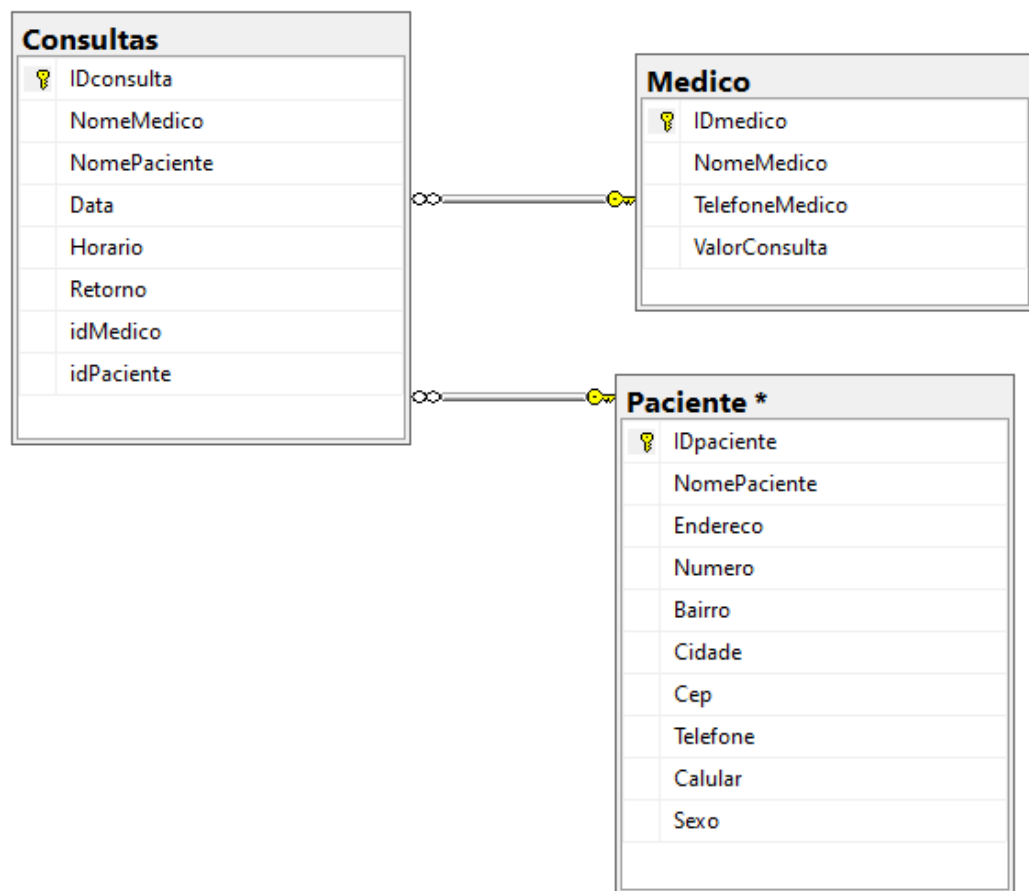 Consultas
IDconsulta
NomeMedico
NomePaciente
Data
Horario
Retorno
idMedico
idPaciente
Medico
IDmedico
NomeMedico
TelefoneMedico
ValorConsulta
Paciente *
IDpaciente
NomePaciente
Endereco
Numero
Bairro
Cidade
Cep
Telefone
Calular
Sexo